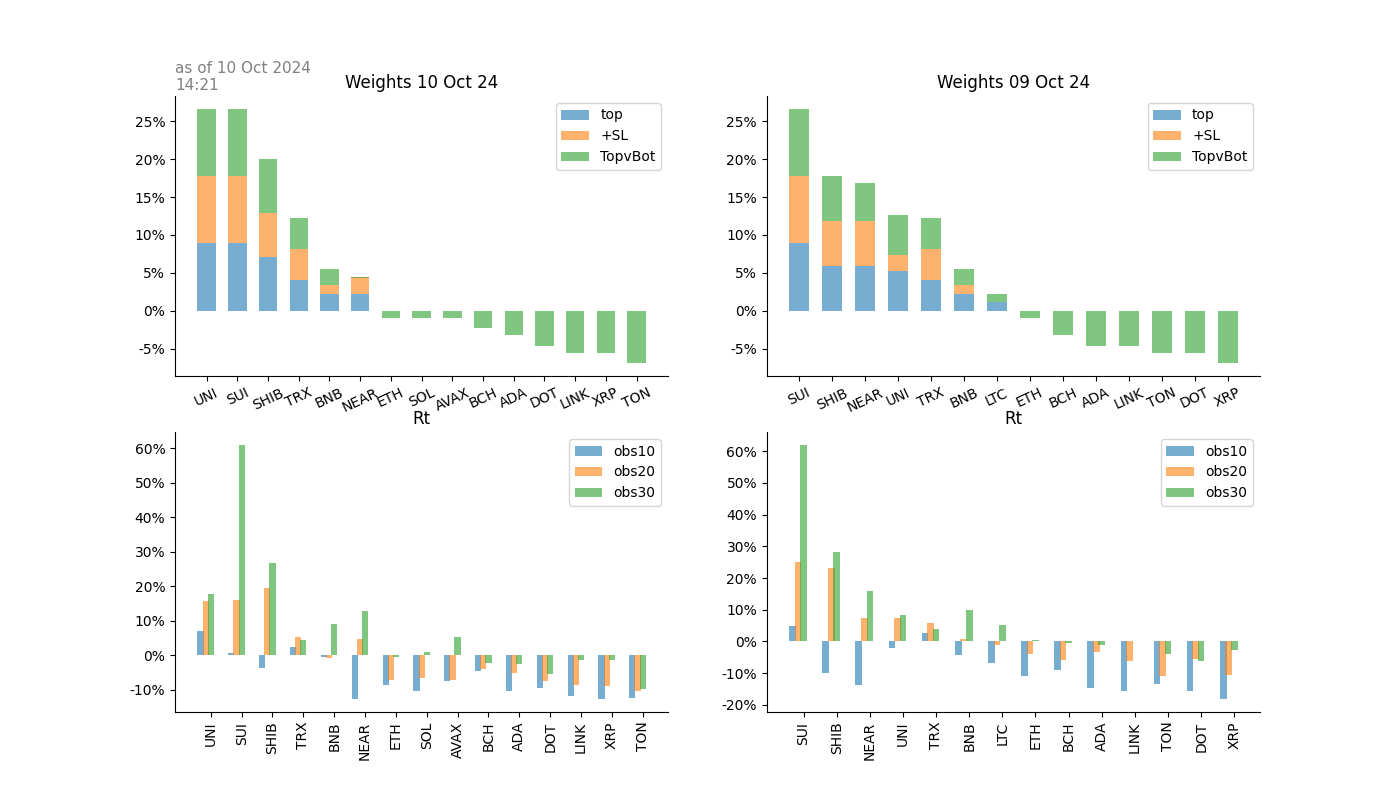 as of 10 Oct 2024
14:21
Weights 10 Oct 24
25%
20%
15%
10%
5%
0%
-5%
top
+SL
TopvBot
UNI SUI SHIB TRX BNB NEAR ETH SOL AVAX BCH ADA DOT LINK XRP TON
Weights 09 Oct 24
25%
20%
15%
10%
5%
0%
-5%
top
+SL
TopvBot
SUI SHIB NEAR UNI TRX BNB LTC ETH BCH ADA LINK TON DOT XRP
Rt
60%
50%
40%
30%
20%
10%
0%
-10%
obs10
obs20
obs30
UNI SUI SHIB TRX BNB NEAR ETH SOL AVAX BCH ADA DOT LINK XRP TON
Rt
60%
50%
40%
30%
20%
10%
0%
-10%
-20%
obs10
obs20
obs30
SUI SHIB NEAR UNI TRX BNB LTC ETH BCH ADA LINK TON DOT XRP